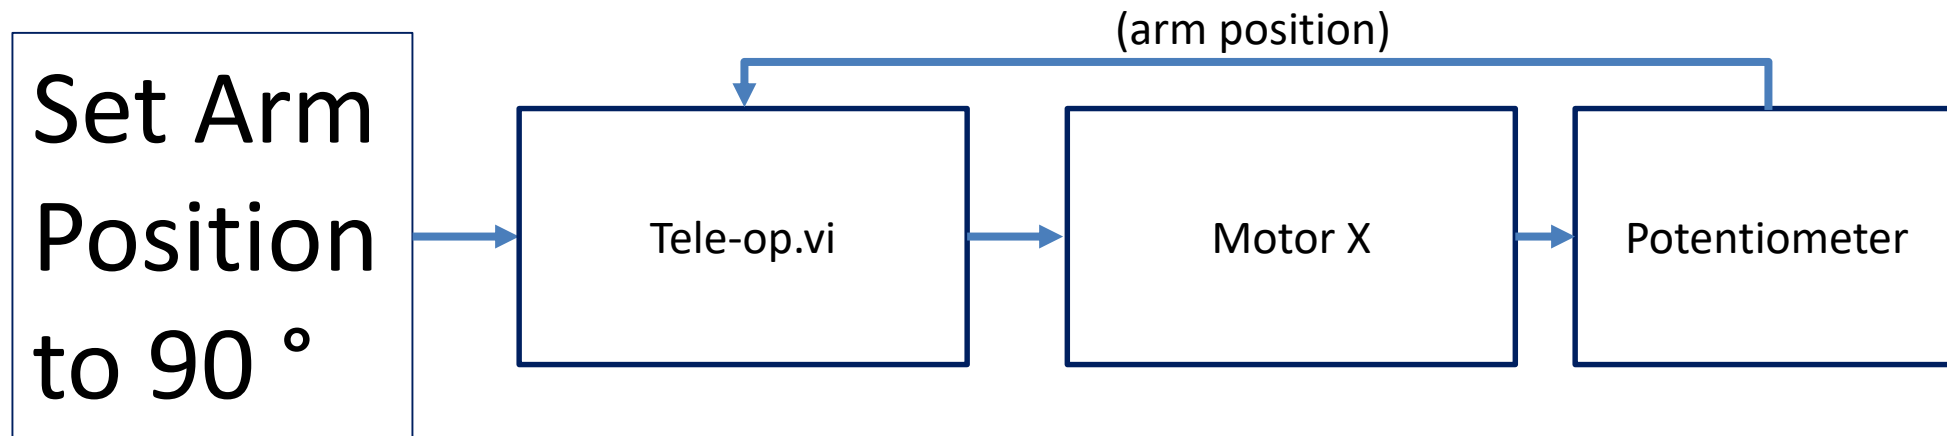 (arm position)
Set Arm
Position
to 90 °
Tele-op.vi
Motor X
Potentiometer